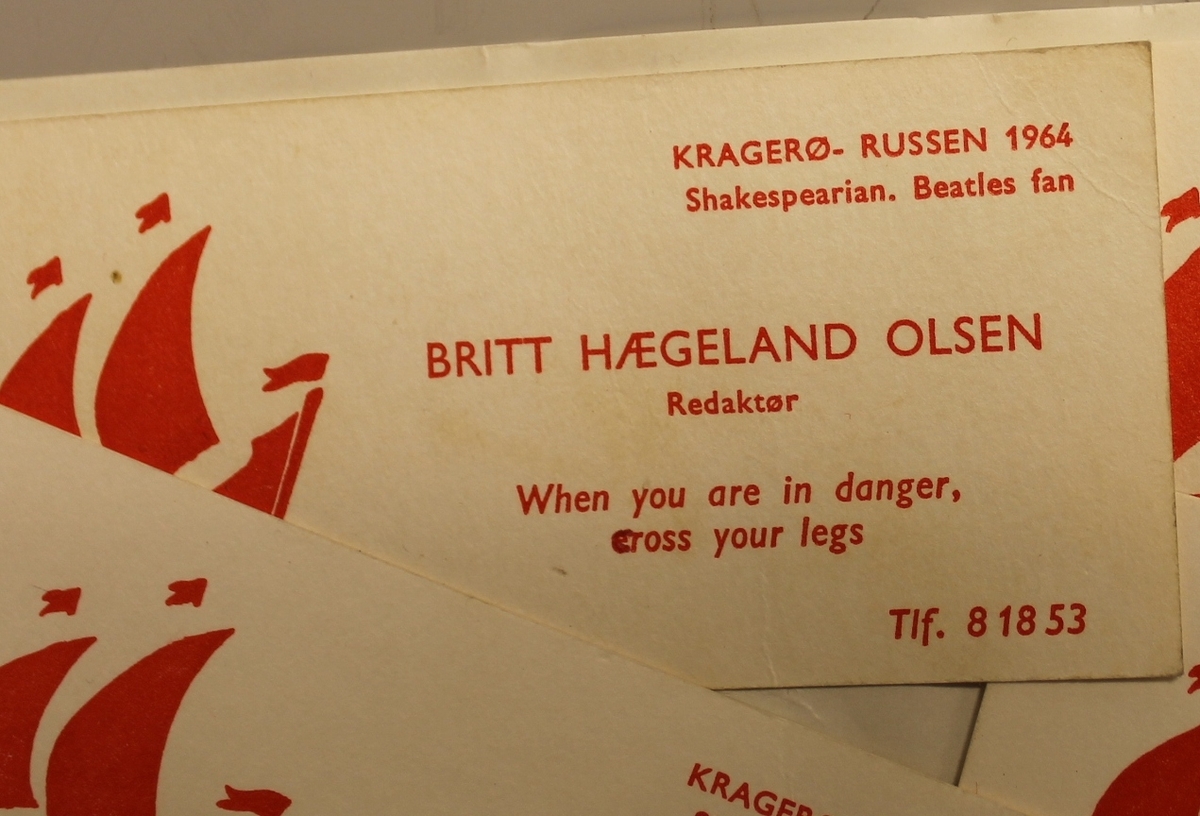 KRAGERØ- RUSSEN 1964
Shakespearian. Beatles fan
BRITT HÆGELAND OLSEN
Redaktør
When you are in danger,
cross your legs
Tlf. 8 18 53